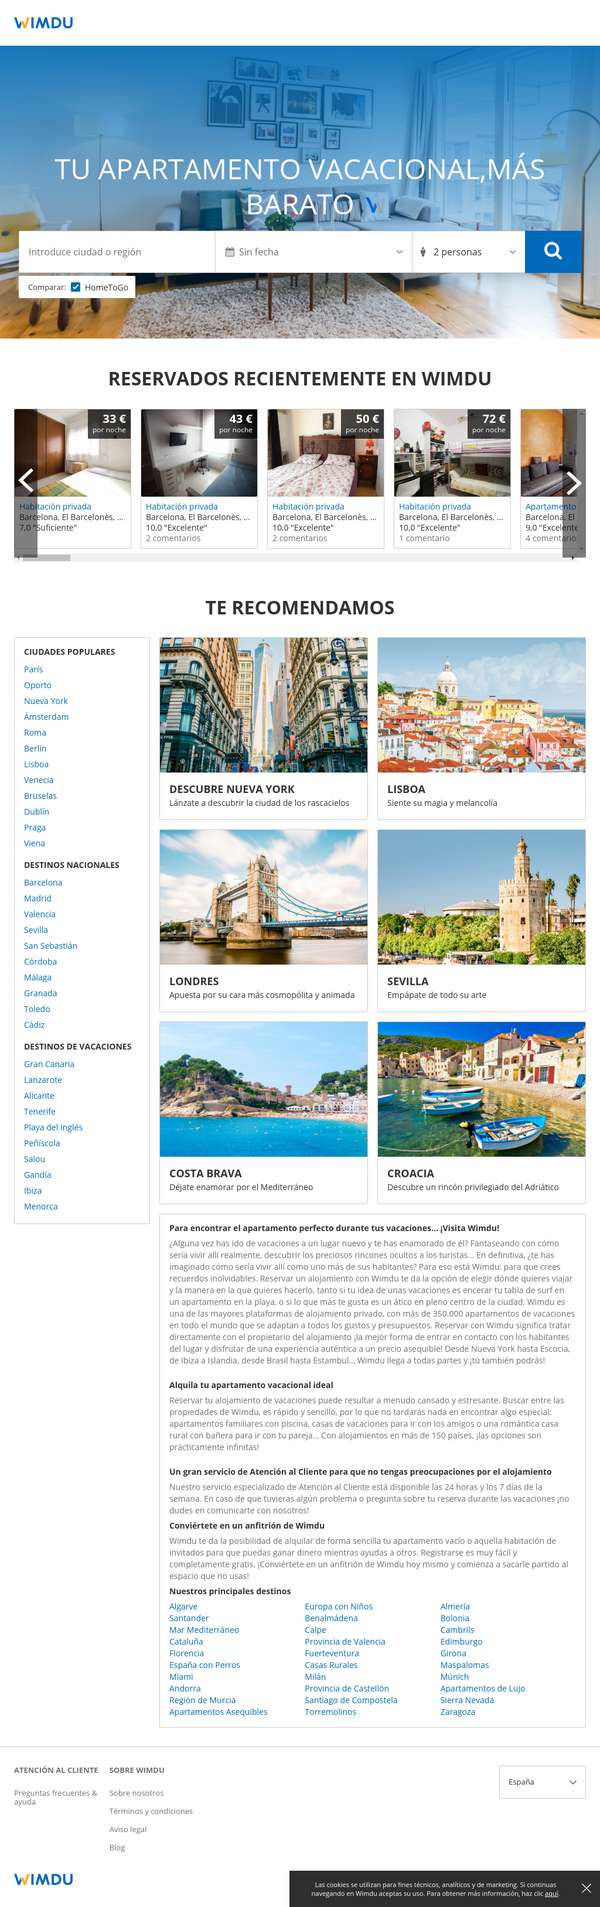 WIMDU
TU APARTAMENTO VACACIONAL,MÁS
BARATO
Introduce ciudad o región
Sin fecha
2 personas
Comparar:
HomeToGo
RESERVADOS RECIENTEMENTE EN WIMDU
33 €
por noche
Habitación privada
Barcelona, El Barcelonès, ...
7,0 "Suficiente"
43 €
por noche
Habitación privada
Barcelona, El Barcelonès, ...
10,0 "Excelente"
2 comentarios
50 €
por noche
Habitación privada
Barcelona, El Barcelonès, ...
10,0 "Excelente"
2 comentarios
72 €
por noche
Habitación privada
Barcelona, El Barcelonès, ...
10,0 "Excelente"
1 comentario
Apartamento
Barcelona, El
9,0 "Excelente
4 comentario
TE RECOMENDAMOS
CIUDADES POPULARES
París
Oporto
Nueva York
Ámsterdam
Roma
Berlín
Lisboa
Venecia
Bruselas
Dublín
Praga
Viena
DESTINOS NACIONALES
Barcelona
Madrid
Valencia
Sevilla
San Sebastián
Córdoba
Málaga
Granada
Toledo
Cádiz
DESTINOS DE VACACIONES
Gran Canaria
Lanzarote
Alicante
Tenerife
Playa del Inglés
Peñíscola
Salou
Gandía
Ibiza
Menorca
DESCUBRE NUEVA YORK
Lánzate a descubrir la ciudad de los rascacielos
LISBOA
Siente su magia y melancolía
LONDRES
Apuesta por su cara más cosmopólita y animada
SEVILLA
Empápate de todo su arte
COSTA BRAVA
Déjate enamorar por el Mediterráneo
CROACIA
Descubre un rincón privilegiado del Adriático
Para encontrar el apartamento perfecto durante tus vacaciones... ¡Visita Wimdu!
¿Alguna vez has ido de vacaciones a un lugar nuevo y te has enamorado de él? Fantaseando con cómo
sería vivir allí realmente, descubrir los preciosos rincones ocultos a los turistas... En definitiva, ¿te has
imaginado cómo sería vivir allí como uno más de sus habitantes? Para eso está Wimdu: para que crees
recuerdos inolvidables. Reservar un alojamiento con Wimdu te da la opción de elegir dónde quieres viajar
y la manera en la que quieres hacerlo, tanto si tu idea de unas vacaciones es encerar tu tabla de surf en
un apartamento en la playa, o si lo que más te gusta es un ático en pleno centro de la ciudad. Wimdu es
una de las mayores plataformas de alojamiento privado, con más de 350.000 apartamentos de vacaciones
en todo el mundo que se adaptan a todos los gustos y presupuestos. Reservar con Wimdu significa tratar
directamente con el propietario del alojamiento ¡la mejor forma de entrar en contacto con los habitantes
del lugar y disfrutar de una experiencia auténtica a un precio asequible! Desde Nueva York hasta Escocia,
de Ibiza a Islandia, desde Brasil hasta Estambul... Wimdu llega a todas partes y ¡tú también podrás!
Alquila tu apartamento vacacional ideal
Reservar tu alojamiento de vacaciones puede resultar a menudo cansado y estresante. Buscar entre las
propiedades de Wimdu, es rápido y sencillo, por lo que no tardarás nada en encontrar algo especial:
apartamentos familiares con piscina, casas de vacaciones para ir con los amigos o una romántica casa
rural con bañera para ir con tu pareja... Con alojamientos en más de 150 países, ¡las opciones son
prácticamente infinitas!
Un gran servicio de Atención al Cliente para que no tengas preocupaciones por el alojamiento
Nuestro servicio especializado de Atención al Cliente está disponible las 24 horas y los 7 días de la
semana. En caso de que tuvieras algún problema o pregunta sobre tu reserva durante las vacaciones ¡no
dudes en comunicarte con nosotros!
Conviértete en un anfitrión de Wimdu
Wimdu te da la posibilidad de alquilar de forma sencilla tu apartamento vacío o aquella habitación de
invitados para que puedas ganar dinero mientras ayudas a otros. Registrarse es muy fácil y
completamente gratis, ¡Conviértete en un anfitrión de Wimdu hoy mismo y comienza a sacarle partido al
espacio que no usas!
Nuestros principales destinos
Algarve
Santander
Mar Mediterráneo
Cataluña
Florencia
España con Perros
Miami
Andorra
Región de Murcia
Apartamentos Asequibles
Europa con Niños
Benalmádena
Calpe
Provincia de Valencia
Fuerteventura
Casas Rurales
Milán
Provincia de Castellón
Santiago de Compostela
Torremolinos
Almería
Bolonia
Cambrils
Edimburgo
Girona
Maspalomas
Múnich
Apartamentos de Lujo
Sierra Nevada
Zaragoza
ATENCIÓN AL CLIENTE
Preguntas frecuentes &
ayuda
SOBRE WIMDU
Sobre nosotros
Términos y condiciones
Aviso legal
Blog
España
WIMDU
Las cookies se utilizan para fines técnicos, analíticos y de marketing. Si continuas
navegando en Wimdu aceptas su uso. Para obtener más información, haz clic aquí.